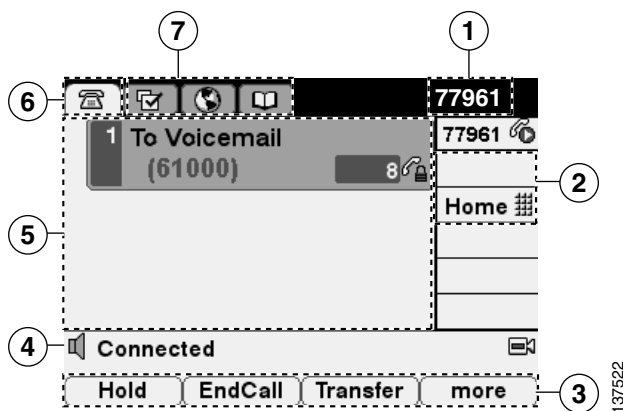 7
1
6
77961
1 To Voicemail
77961
(61000)
8
2
Home
5
4
Connected
Hold
EndCall
Transfer
more
3
137522